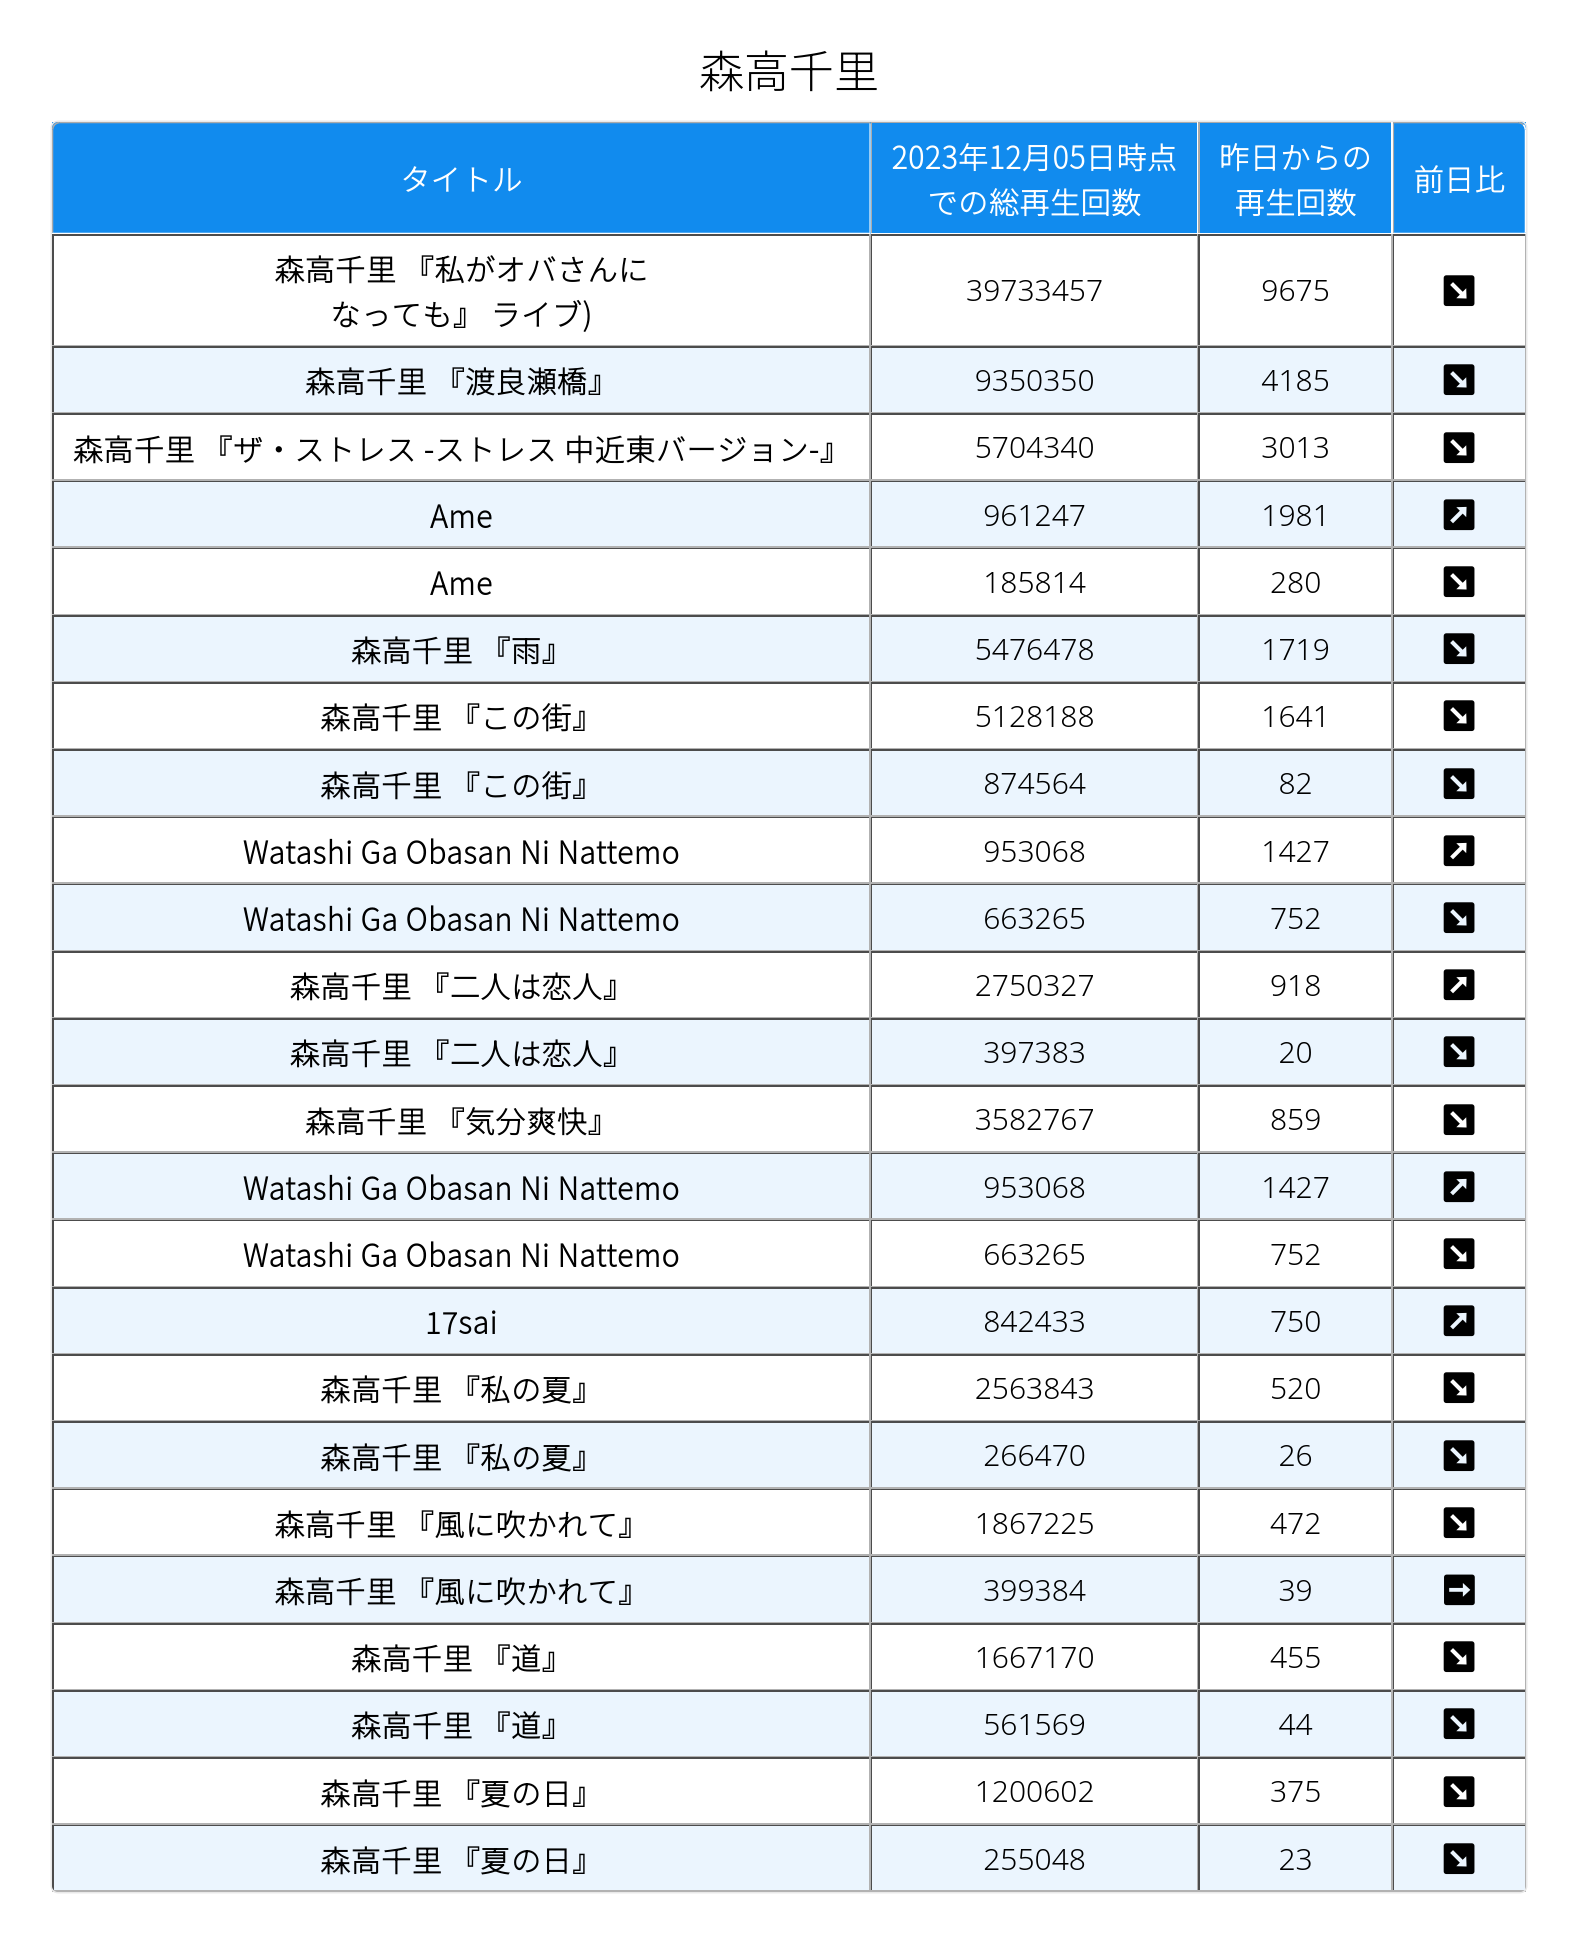 森高千里
タイトル
2023年12月05日時点
での総再生回数
昨日からの
再生回数
前日比
森高千里 『私がオバさんに
なっても』 ライブ)
39733457 9675 ↘
森高千里 『渡良瀬橋』 9350350 4185 ↘
森高千里 『ザ・ストレス -ストレス 中近東バージョン-』 5704340 3013 ↘
Ame 961247 1981 ↗
Ame 185814 280 ↘
森高千里 『雨』 5476478 1719 ↘
森高千里 『この街』 5128188 1641 ↘
森高千里 『この街』 874564 82 ↘
Watashi Ga Obasan Ni Nattemo 953068 1427 ↗
Watashi Ga Obasan Ni Nattemo 663265 752 ↘
森高千里 『二人は恋人』 2750327 918 ↗
森高千里 『二人は恋人』 397383 20 ↘
森高千里 『気分爽快』 3582767 859 ↘
Watashi Ga Obasan Ni Nattemo 953068 1427 ↗
Watashi Ga Obasan Ni Nattemo 663265 752 ↘
17sai 842433 750 ↗
森高千里 『私の夏』 2563843 520 ↘
森高千里 『私の夏』 266470 26 ↘
森高千里 『風に吹かれて』 1867225 472 ↘
森高千里 『風に吹かれて』 399384 39 →
森高千里 『道』 1667170 455 ↘
森高千里 『道』 561569 44 ↘
森高千里 『夏の日』 1200602 375 ↘
森高千里 『夏の日』 255048 23 ↘